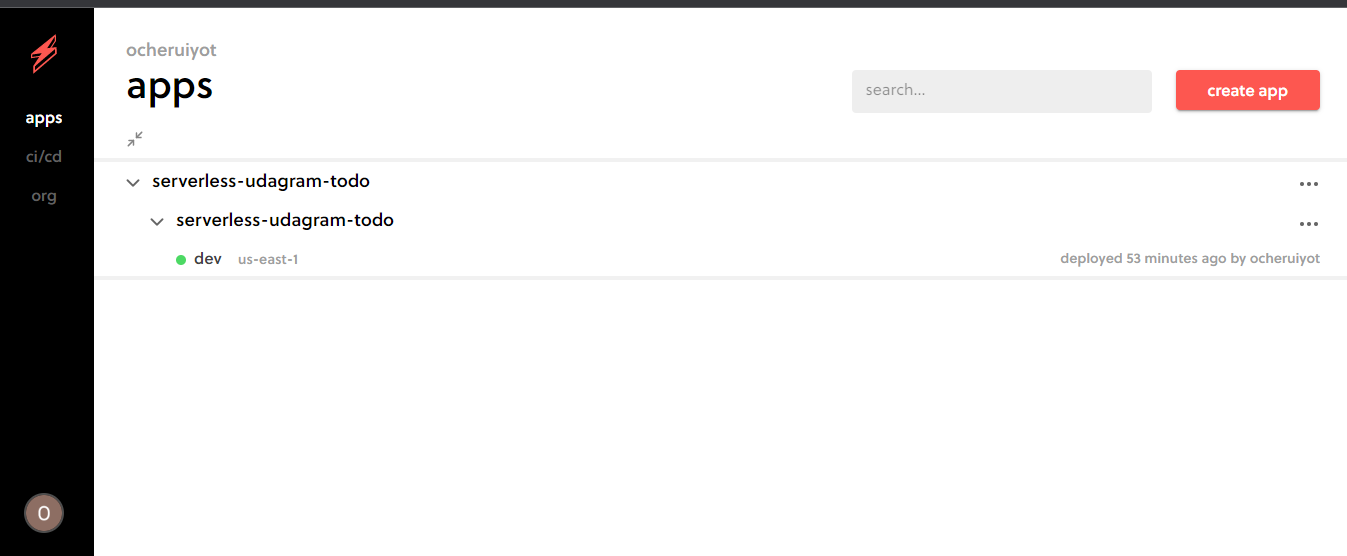 ocheruiyot
apps
search...
create app
apps
ci/cd
org
serverless-udagram-todo
serverless-udagram-todo
dev us-east-1 deployed 53 minutes ago by ocheruiyot
O